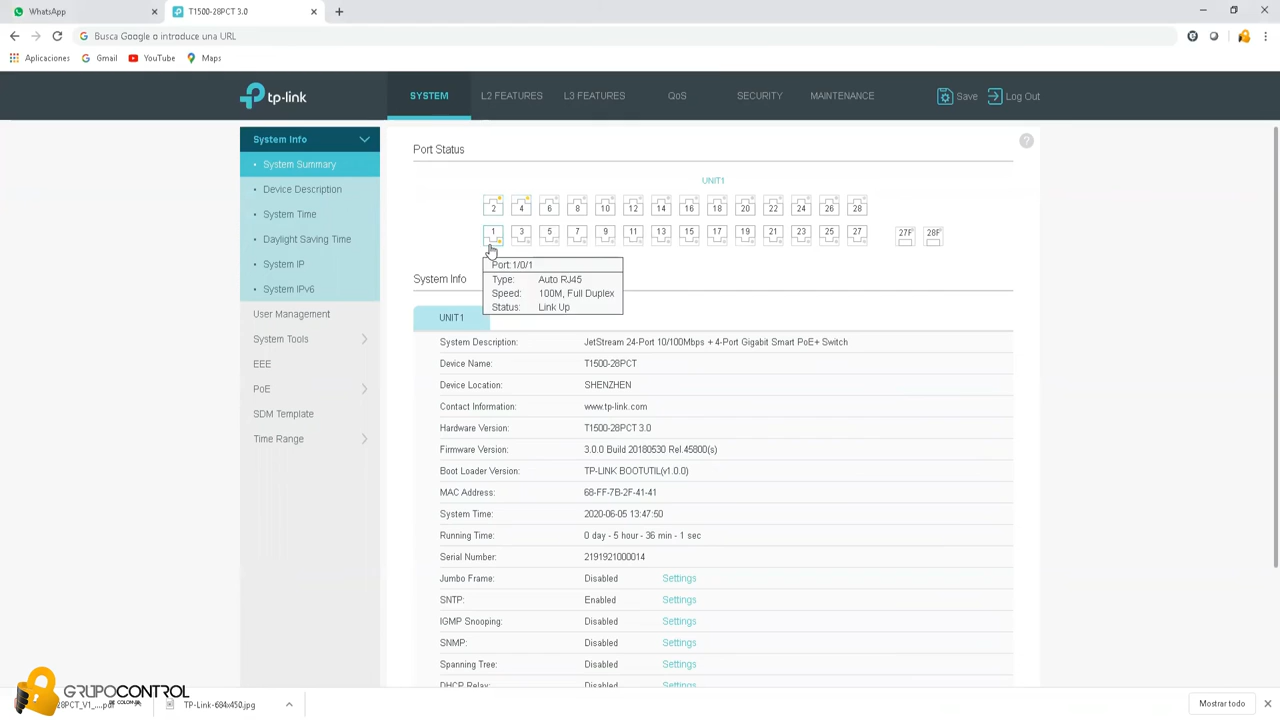 WhatsApp
T1500-28PCT 3.0
Busca Google o introduce una URL
Aplicaciones
Gmail
YouTube
Maps
tp-link
SYSTEM
L2 FEATURES
L3 FEATURES
QoS
SECURITY
MAINTENANCE
Save
Log Out
System Info
System Summary
Device Description
System Time
Daylight Saving Time
System IP
System IPv6
User Management
System Tools
EEE
PoE
SDM Template
Time Range
Port Status
UNIT1
2 4 6 8 10 12 14 16 18 20 22 24 26 28
1 3 5 7 9 11 13 15 17 19 21 23 25 27 27F 28F
Port:1/0/1
Type: Auto RJ45
Speed: 100M, Full Duplex
Status: Link Up
System Info
UNIT1
System Description: JetStream 24-Port 10/100Mbps + 4-Port Gigabit Smart PoE+ Switch
Device Name: T1500-28PCT
Device Location: SHENZHEN
Contact Information: www.tp-link.com
Hardware Version: T1500-28PCT 3.0
Firmware Version: 3.0.0 Build 20180530 Rel.45800(s)
Boot Loader Version: TP-LINK BOOTUTIL(v1.0.0)
MAC Address: 68-FF-7B-2F-41-41
System Time: 2020-06-05 13:47:50
Running Time: 0 day - 5 hour - 36 min - 1 sec
Serial Number: 2191921000014
Jumbo Frame: Disabled Settings
SNTP: Enabled Settings
IGMP Snooping: Disabled Settings
SNMP: Disabled Settings
Spanning Tree: Disabled Settings
DHCP Relay: Disabled Settings
GRUPOCONTROL
DE COLOMBIA
28PCT_V1_....pdf
TP-Link-684x450.jpg
Mostrar todo